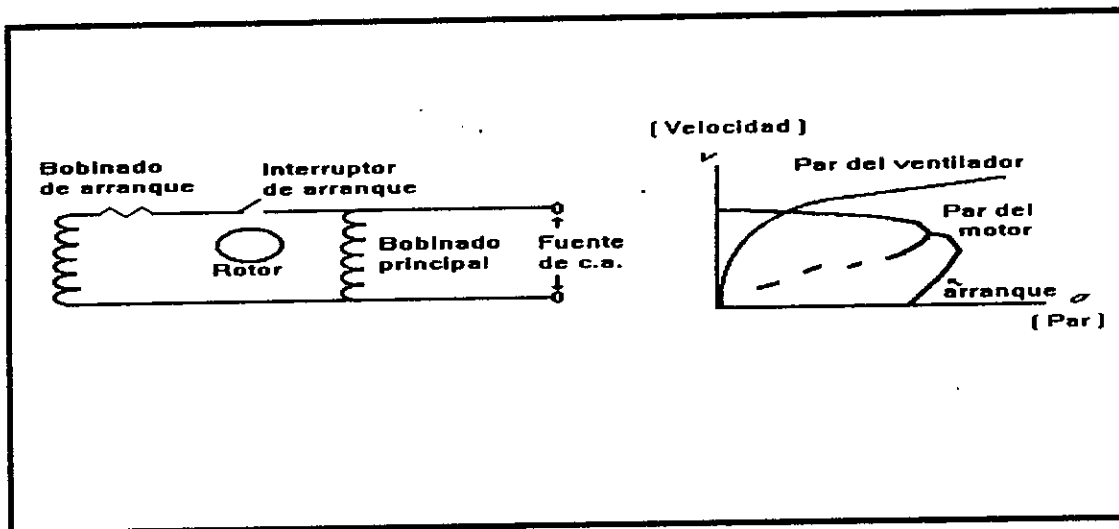 Bobinado
de arranque
Interruptor
de arranque
Rotor
Bobinado
principal
Fuente
de c.a.
( Velocidad )
Par del ventilador
Par del
motor
arranque
( Par )